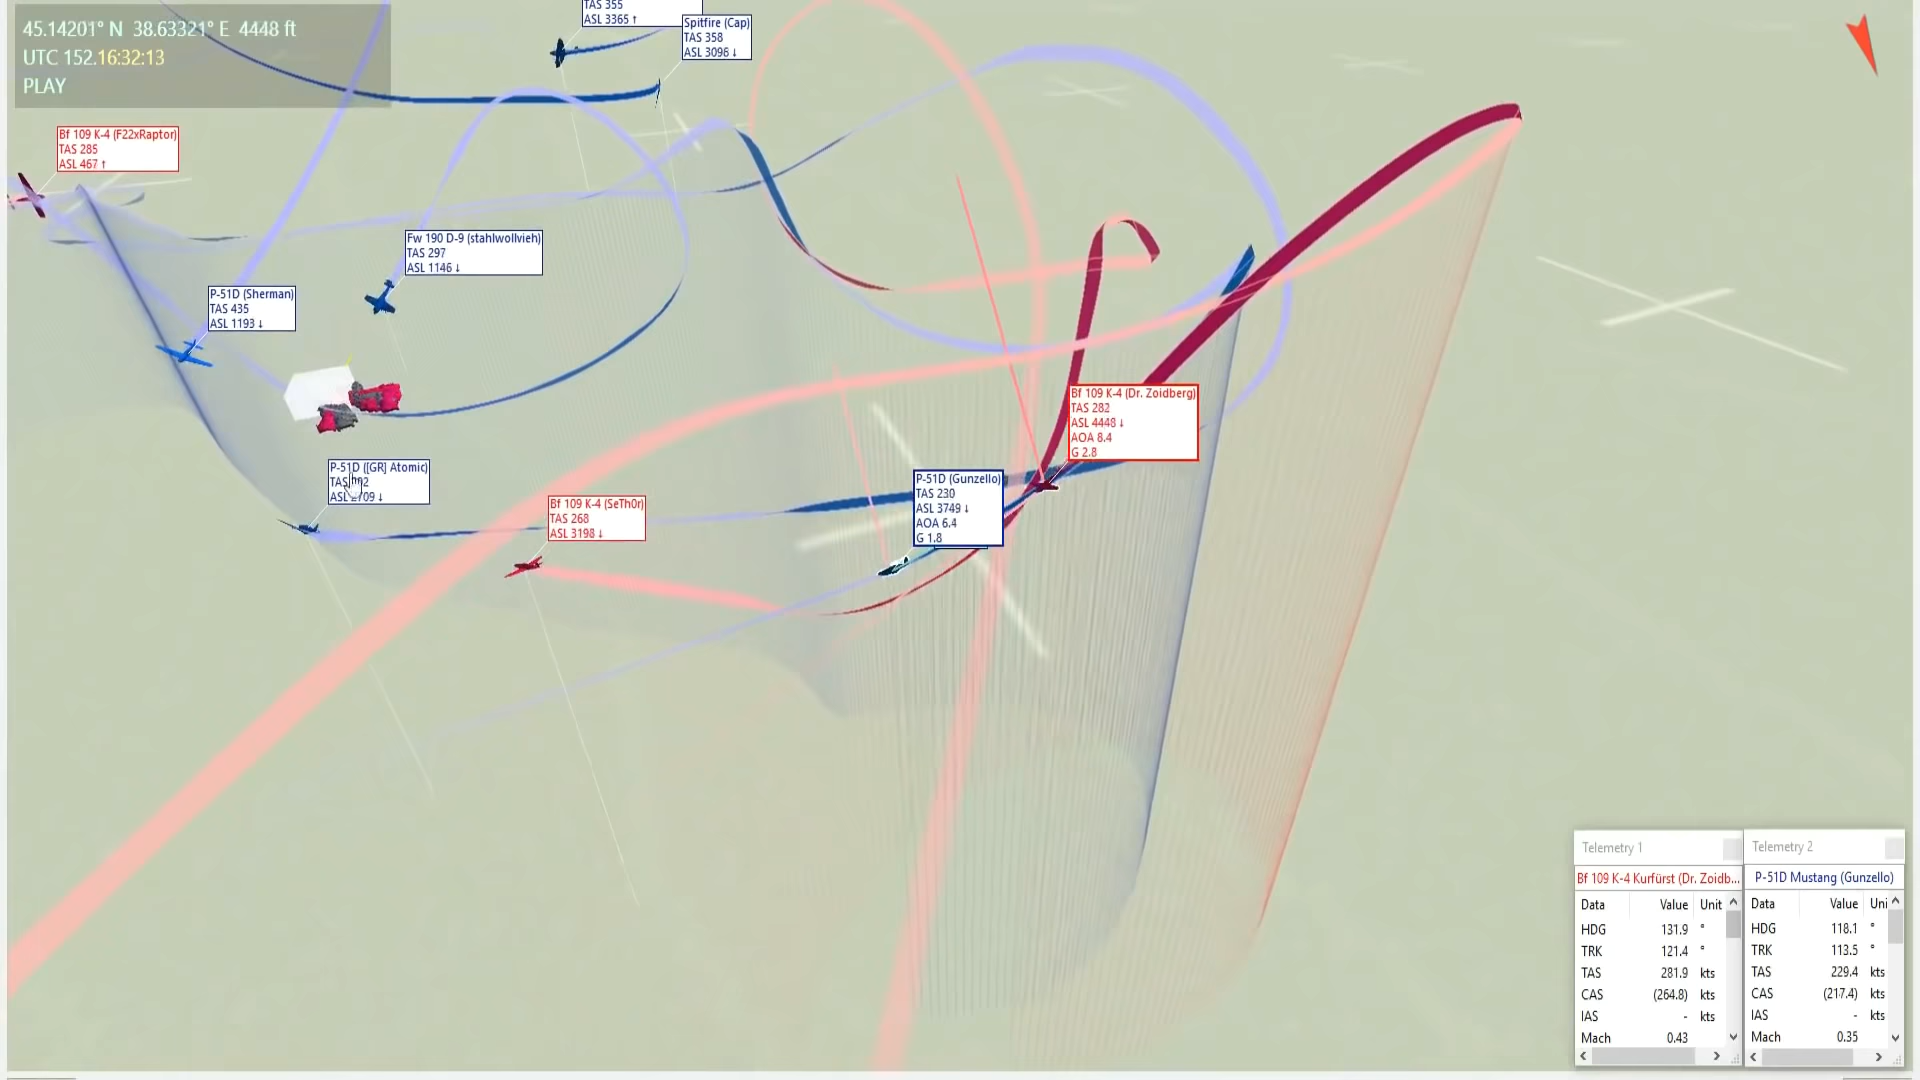 45.14201° N 38.63321° E 4448 ft
UTC 152.16:32:13
PLAY
TAS 355
ASL 3365 ↑
Spitfire (Cap)
TAS 358
ASL 3098 ↓
Bf 109 K-4 (F22xRaptor)
TAS 285
ASL 467 ↑
Fw 190 D-9 (stahlwollvieh)
TAS 297
ASL 1146 ↓
P-51D (Sherman)
TAS 435
ASL 1193 ↓
Bf 109 K-4 (Dr. Zoidberg)
TAS 282
ASL 4448 ↓
AOA 8.4
G 2.8
P-51D ([GR] Atomic)
TAS
ASL
P-51D (Gunzello)
TAS 230
ASL 3749 ↓
AOA 6.4
G 1.8
Bf 109 K-4 (SeTh0r)
TAS 268
ASL 3198 ↓
Telemetry 1
Bf 109 K-4 Kurfürst (Dr. Zoidb...
Data Value Unit
HDG 131.9 °
TRK 121.4 °
TAS 281.9 kts
CAS (264.8) kts
IAS - kts
Mach 0.43
Telemetry 2
P-51D Mustang (Gunzello)
Data Value Uni
HDG 118.1 °
TRK 113.5 °
TAS 229.4 kts
CAS (217.4) kts
IAS - kts
Mach 0.35